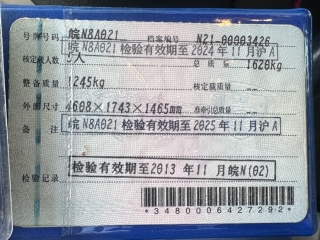 号牌号码 皖N8A021 档案编号 N21-00003426
皖N8A021检验有效期至2024年11月沪A
核定载人数 5人 总质量 1620Kg
整备质量 1245Kg 核定载质量 --
外廓尺寸 4608×1743×1465mm 准牵引总质量 --
备注 皖N8A021检验有效期至2025年11月沪A
检验有效期至2013年11月皖N(02)
检验记录
*3480006427292*